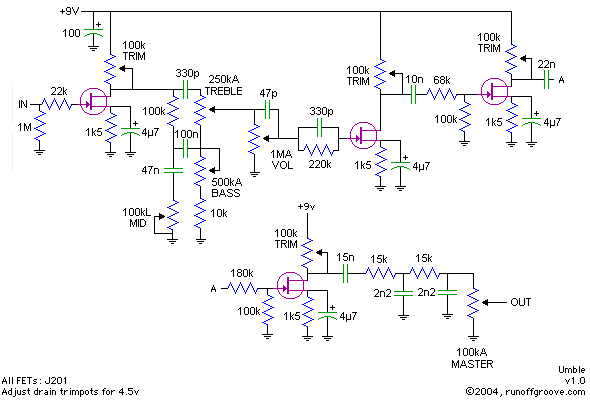 +9V
100
100k
TRIM
330p
250kA
TREBLE
22k
IN
1M
1k5
4µ7
100k
100n
47n
500kA
BASS
100kL
MID
10k
47p
1MA
VOL
330p
220k
100k
TRIM
10n
68k
1k5
4µ7
100k
100k
TRIM
22n
A
1k5
4µ7
+9v
100k
TRIM
15n
15k
15k
A
180k
100k
1k5
4µ7
2n2
2n2
OUT
100kA
MASTER
All FETs: J201
Adjust drain trimpots for 4.5v
Umble
v1.0
©2004, runoffgroove.com